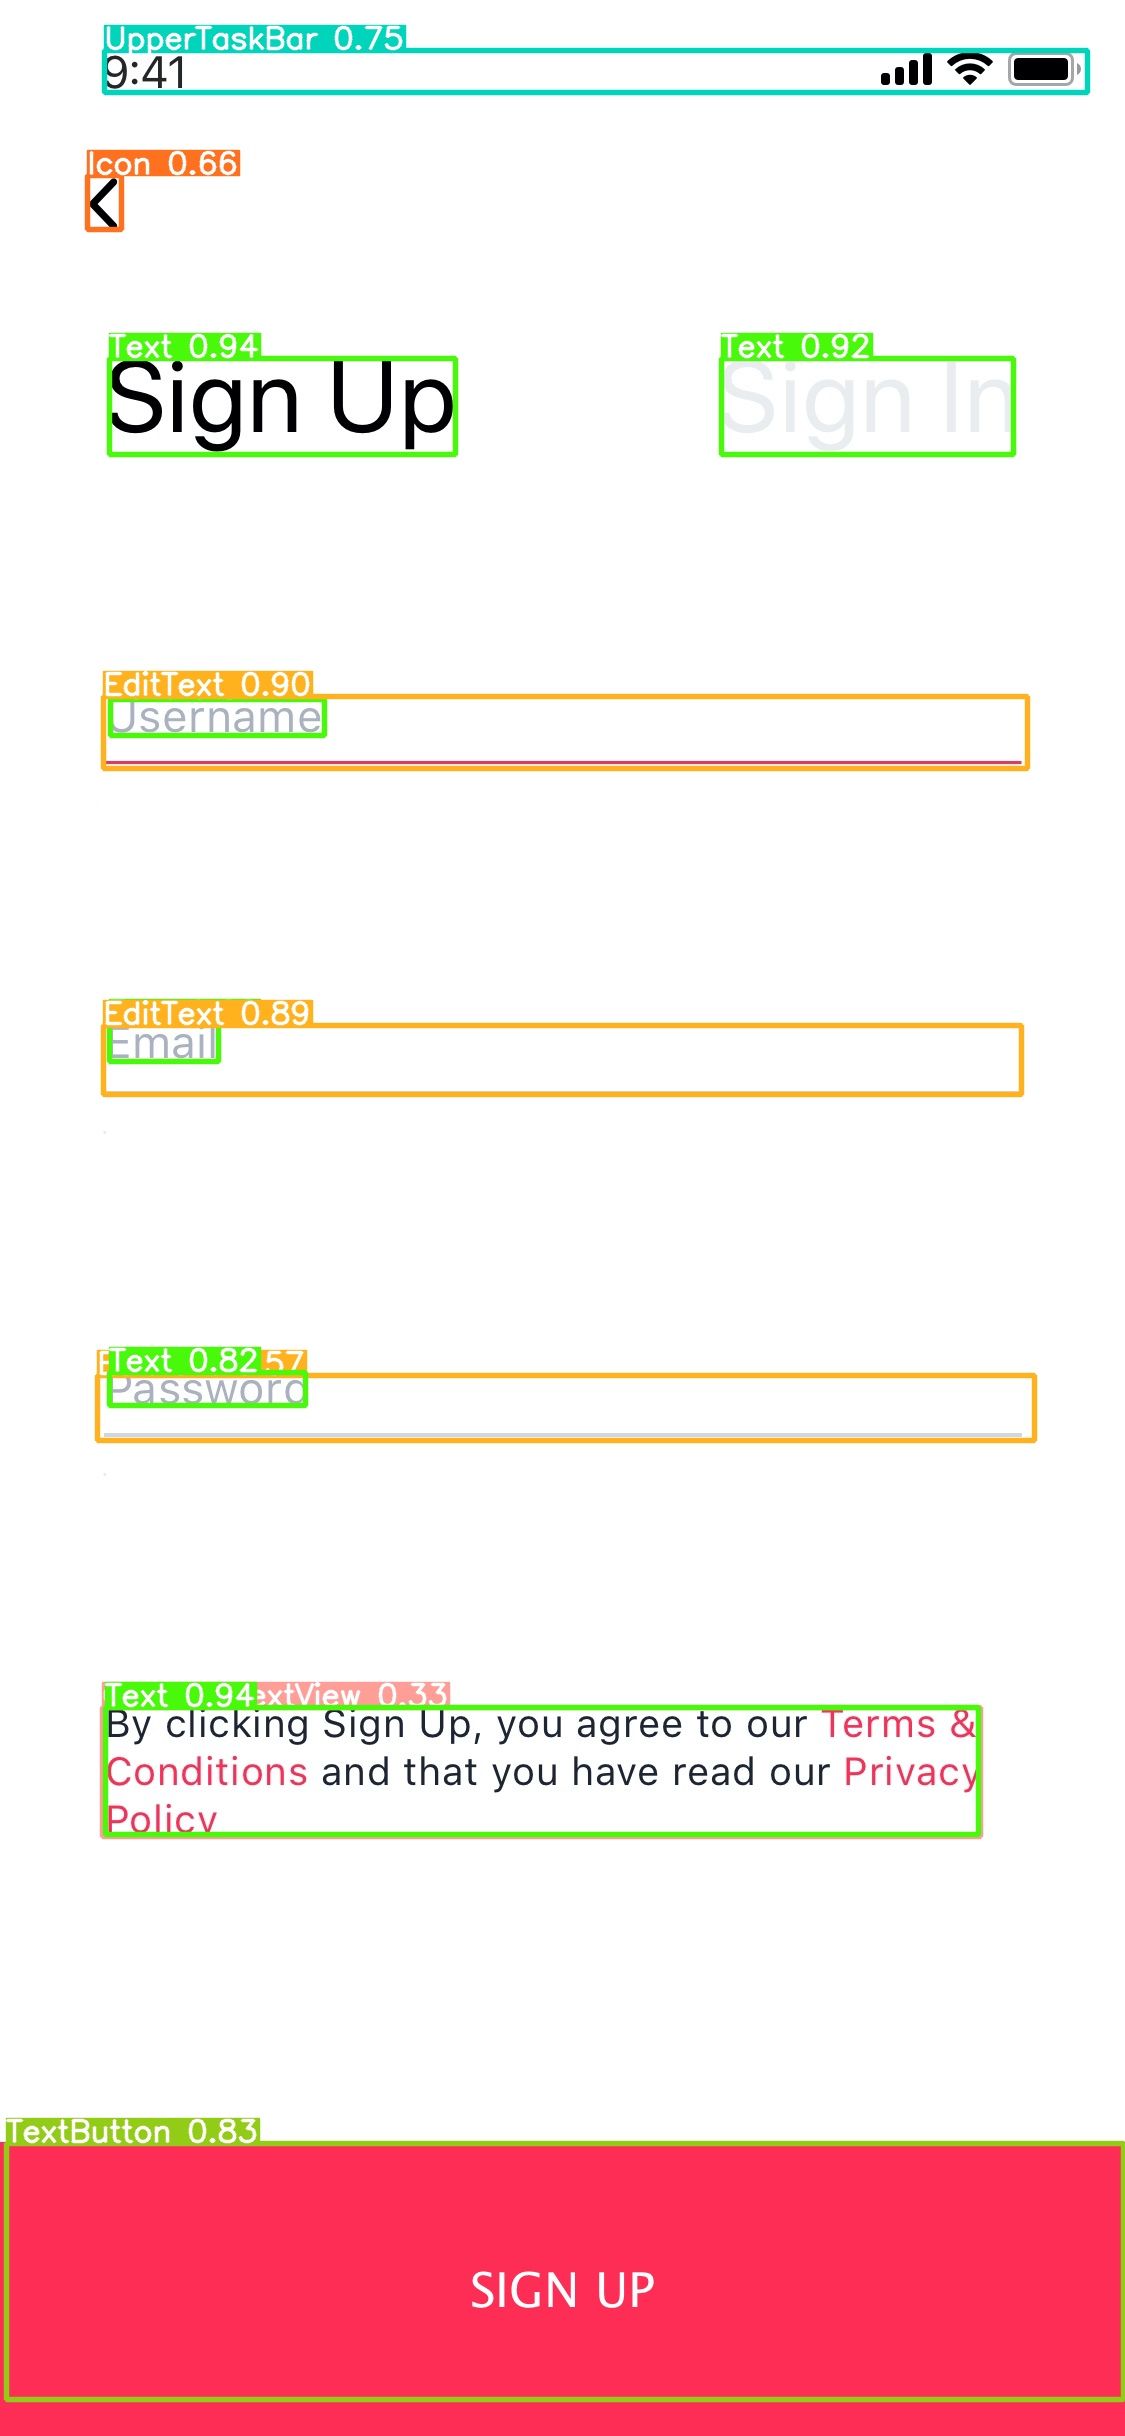 UpperTaskBar 0.75
9:41
Icon 0.66
Text 0.94
Text 0.92
Sign Up
Sign In
EditText 0.90
Username
EditText 0.89
Email
Text 0.82 57
Password
Text 0.94 extView 0.33
By clicking Sign Up, you agree to our Terms &
Conditions and that you have read our Privacy
Policy
TextButton 0.83
SIGN UP